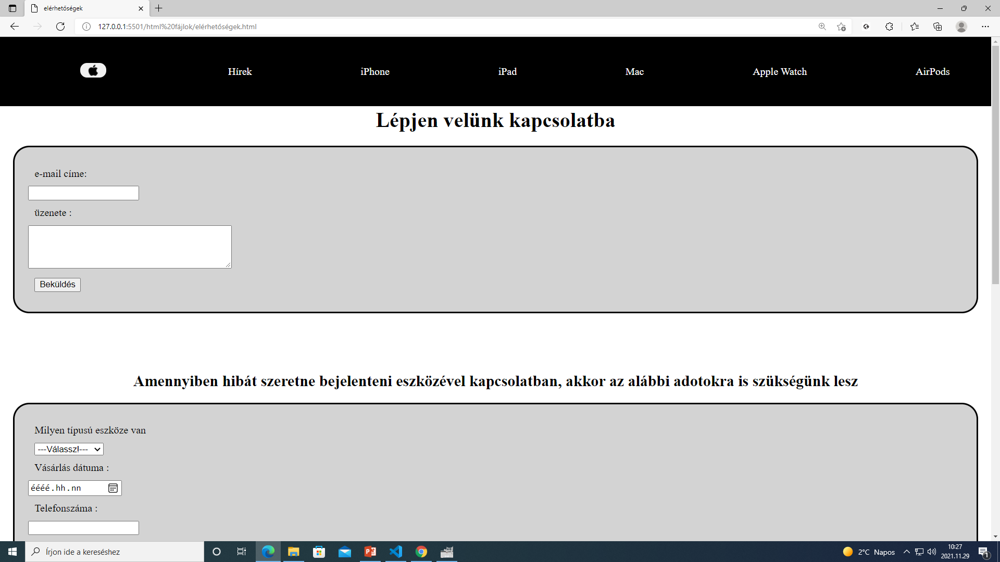 elérhetőségek
127.0.0.1:5501/html%20fájlok/elérhetőségek.html
Hírek iPhone iPad Mac Apple Watch AirPods
Lépjen velünk kapcsolatba
e-mail címe:
üzenete :
Beküldés
Amennyiben hibát szeretne bejelenteni eszközével kapcsolatban, akkor az alábbi adotokra is szükségünk lesz
Milyen típusú eszköze van
---Válassz!---
Vásárlás dátuma :
éééé.hh.nn
Telefonszáma :
Írjon ide a kereséshez
2°C Napos
10:27
2021.11.29
1